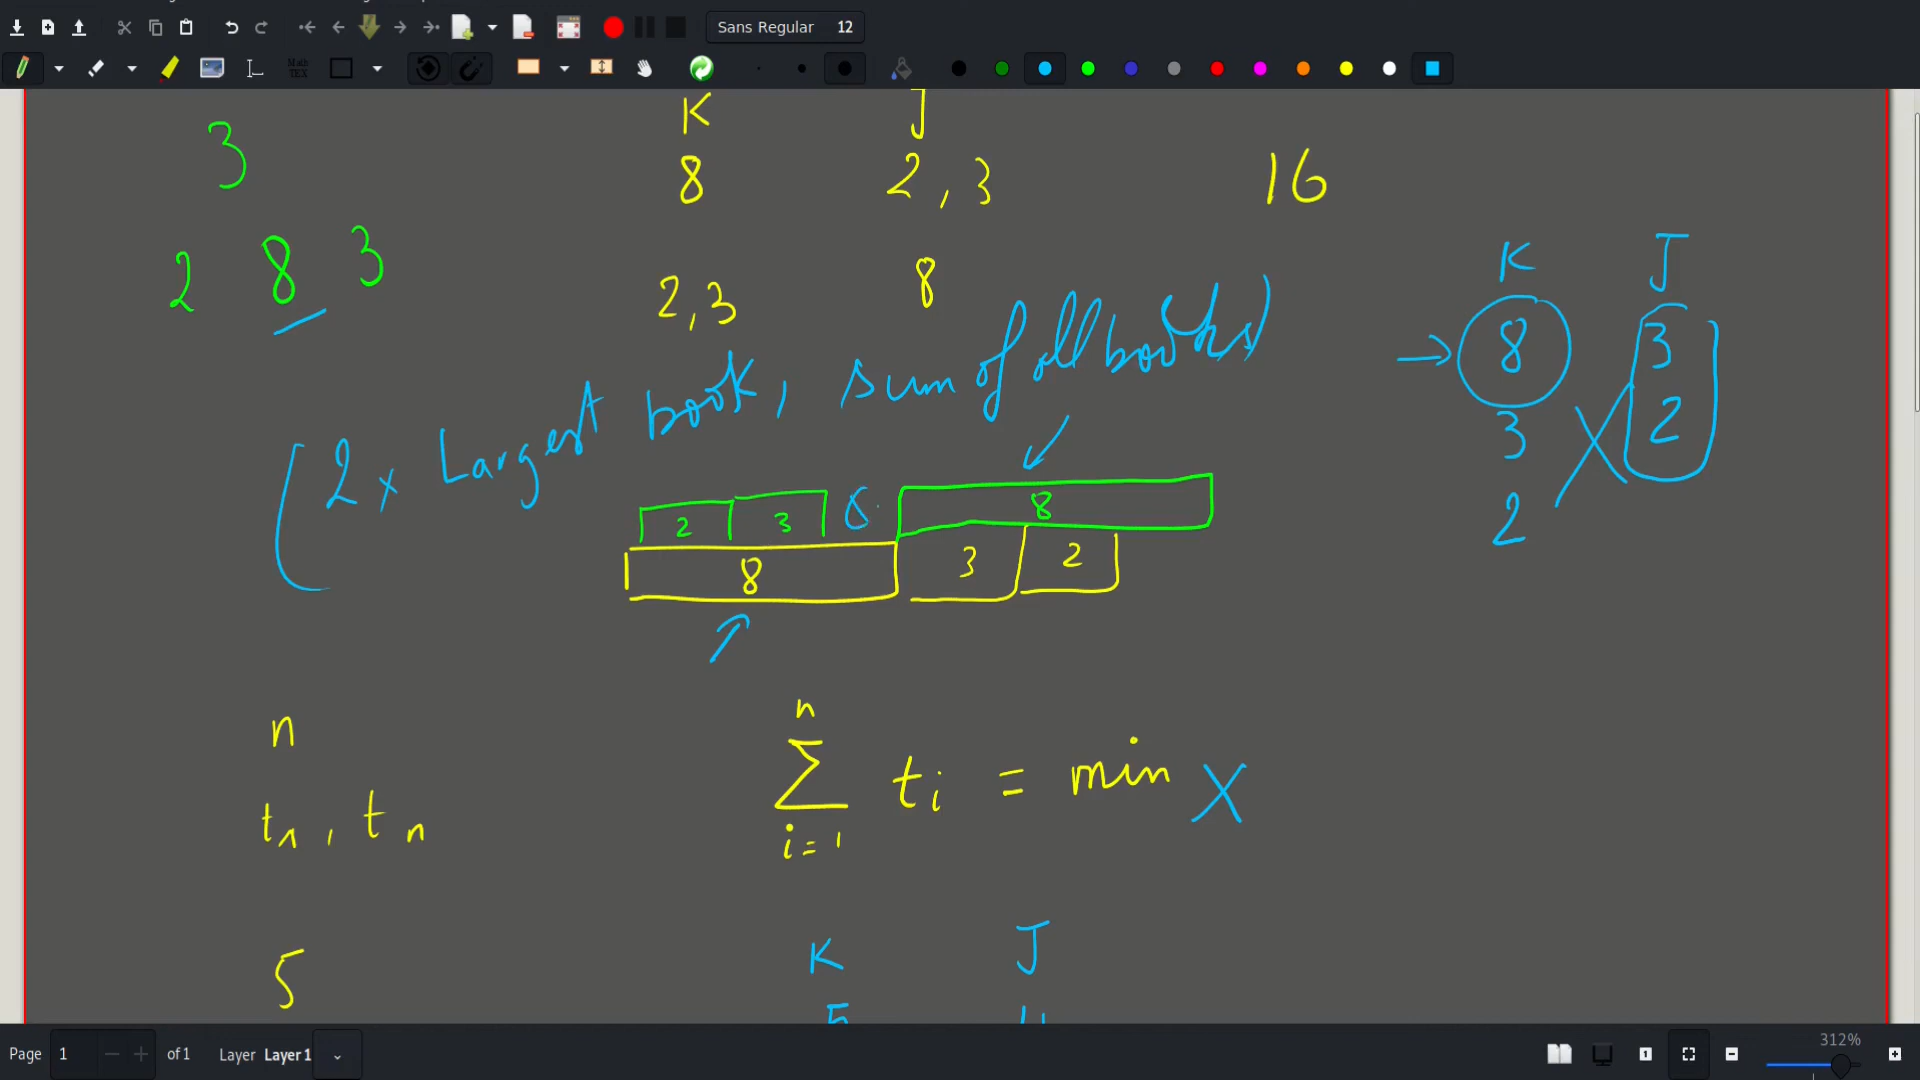 Sans Regular 12
K J
3
8 2, 3 16
2 8 3
K J
2, 3 8
8 3
(2 x Largest book, sum of all books)
3 2
2
2 3 8
8 3 2
n
n
∑ ti = min X
i=1
t1, tn
K J
5
5 4
Page 1 of 1 Layer Layer 1
312%